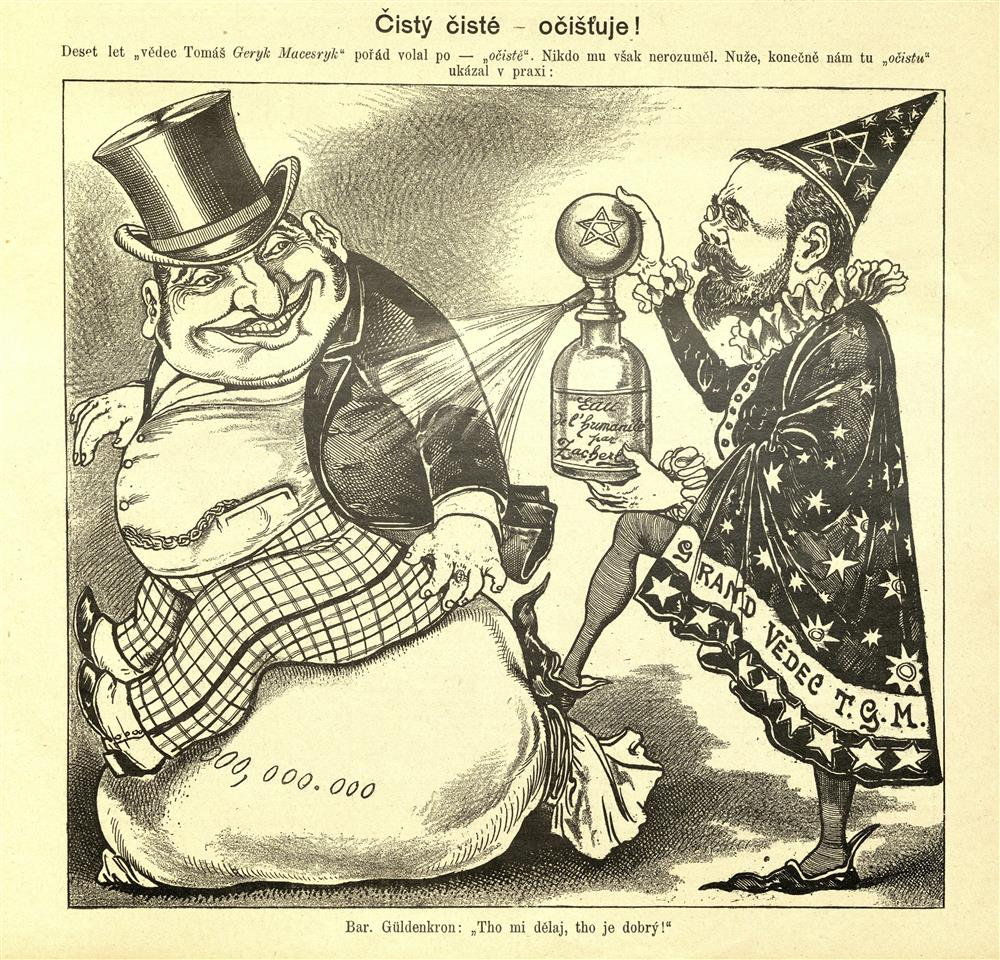 Čistý čisté — očišťuje!
Deset let „vědec Tomáš Geryk Macesryk“ pořád volal po — „očistě“. Nikdo mu však nerozuměl. Nuže, konečně nám tu „očistu“
ukázal v praxi:
Eau
de l'humanité
par
Zacherl
GRAND VĚDEC T. G. M.
000,000.000
Bar. Güldenkron: „Tho mi dělaj, tho je dobrý!“